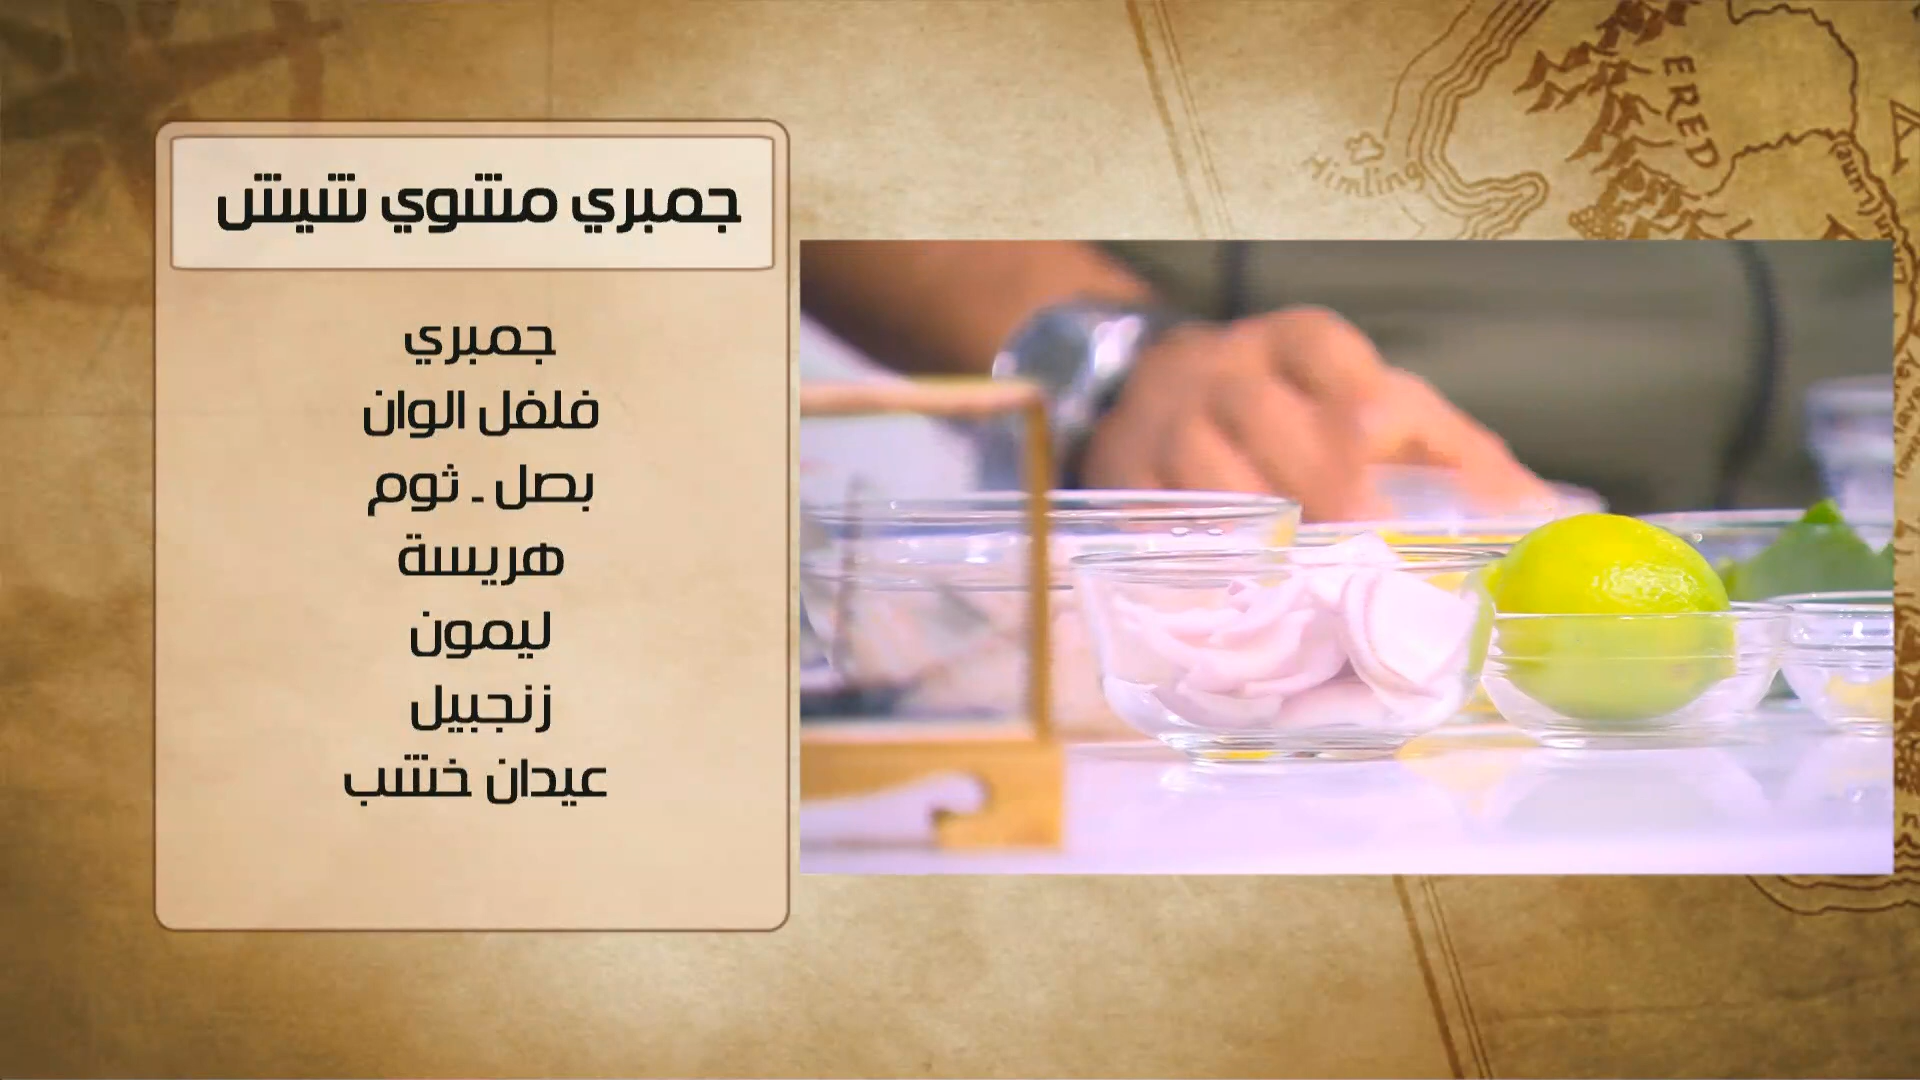 جمبري مشوي شيش
جمبري
فلفل الوان
بصل - ثوم
هريسة
ليمون
زنجبيل
عيدان خشب
ERED
Himling